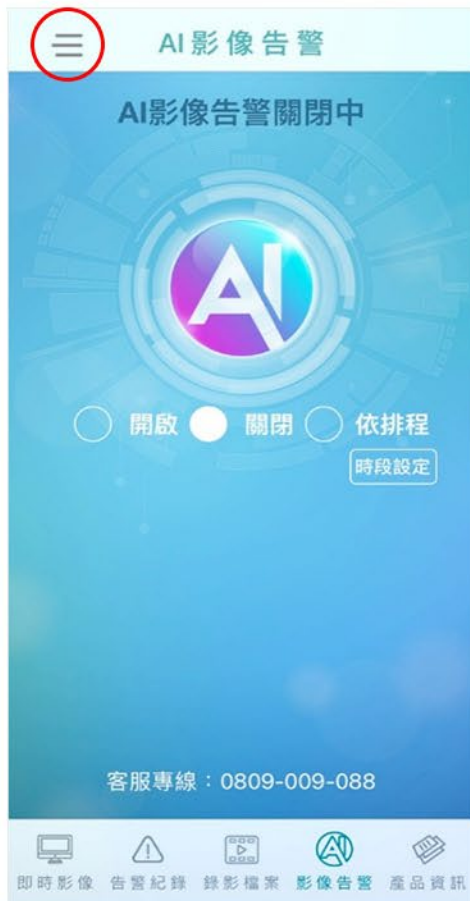 AI影像告警
AI影像告警關閉中
AI
開啟 關閉 依排程
時段設定
客服專線：0809-009-088
即時影像 告警紀錄 錄影檔案 影像告警 產品資訊